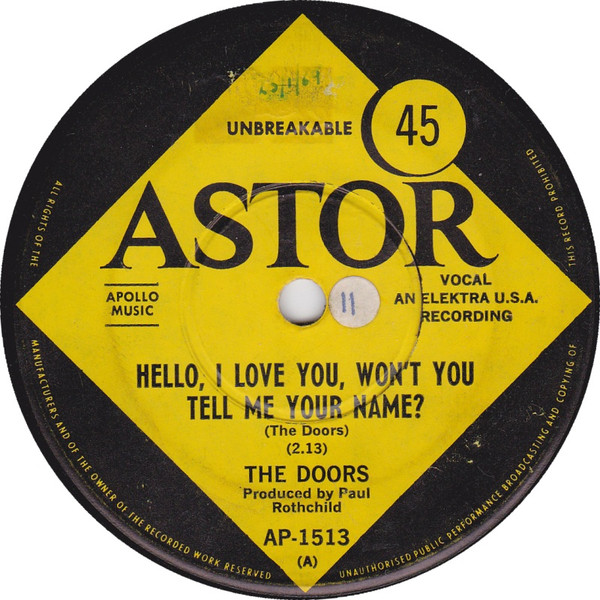 UNBREAKABLE
45
ASTOR
APOLLO
MUSIC
VOCAL
AN ELEKTRA U.S.A.
RECORDING
11
HELLO, I LOVE YOU, WON'T YOU
TELL ME YOUR NAME?
(The Doors)
(2.13)
THE DOORS
Produced by Paul
Rothchild
AP-1513
(A)
ALL RIGHTS OF THE
MANUFACTURERS AND OF THE OWNER OF THE RECORDED WORK RESERVED
UNAUTHORISED PUBLIC PERFORMANCE BROADCASTING AND COPYING OF
THIS RECORD PROHIBITED